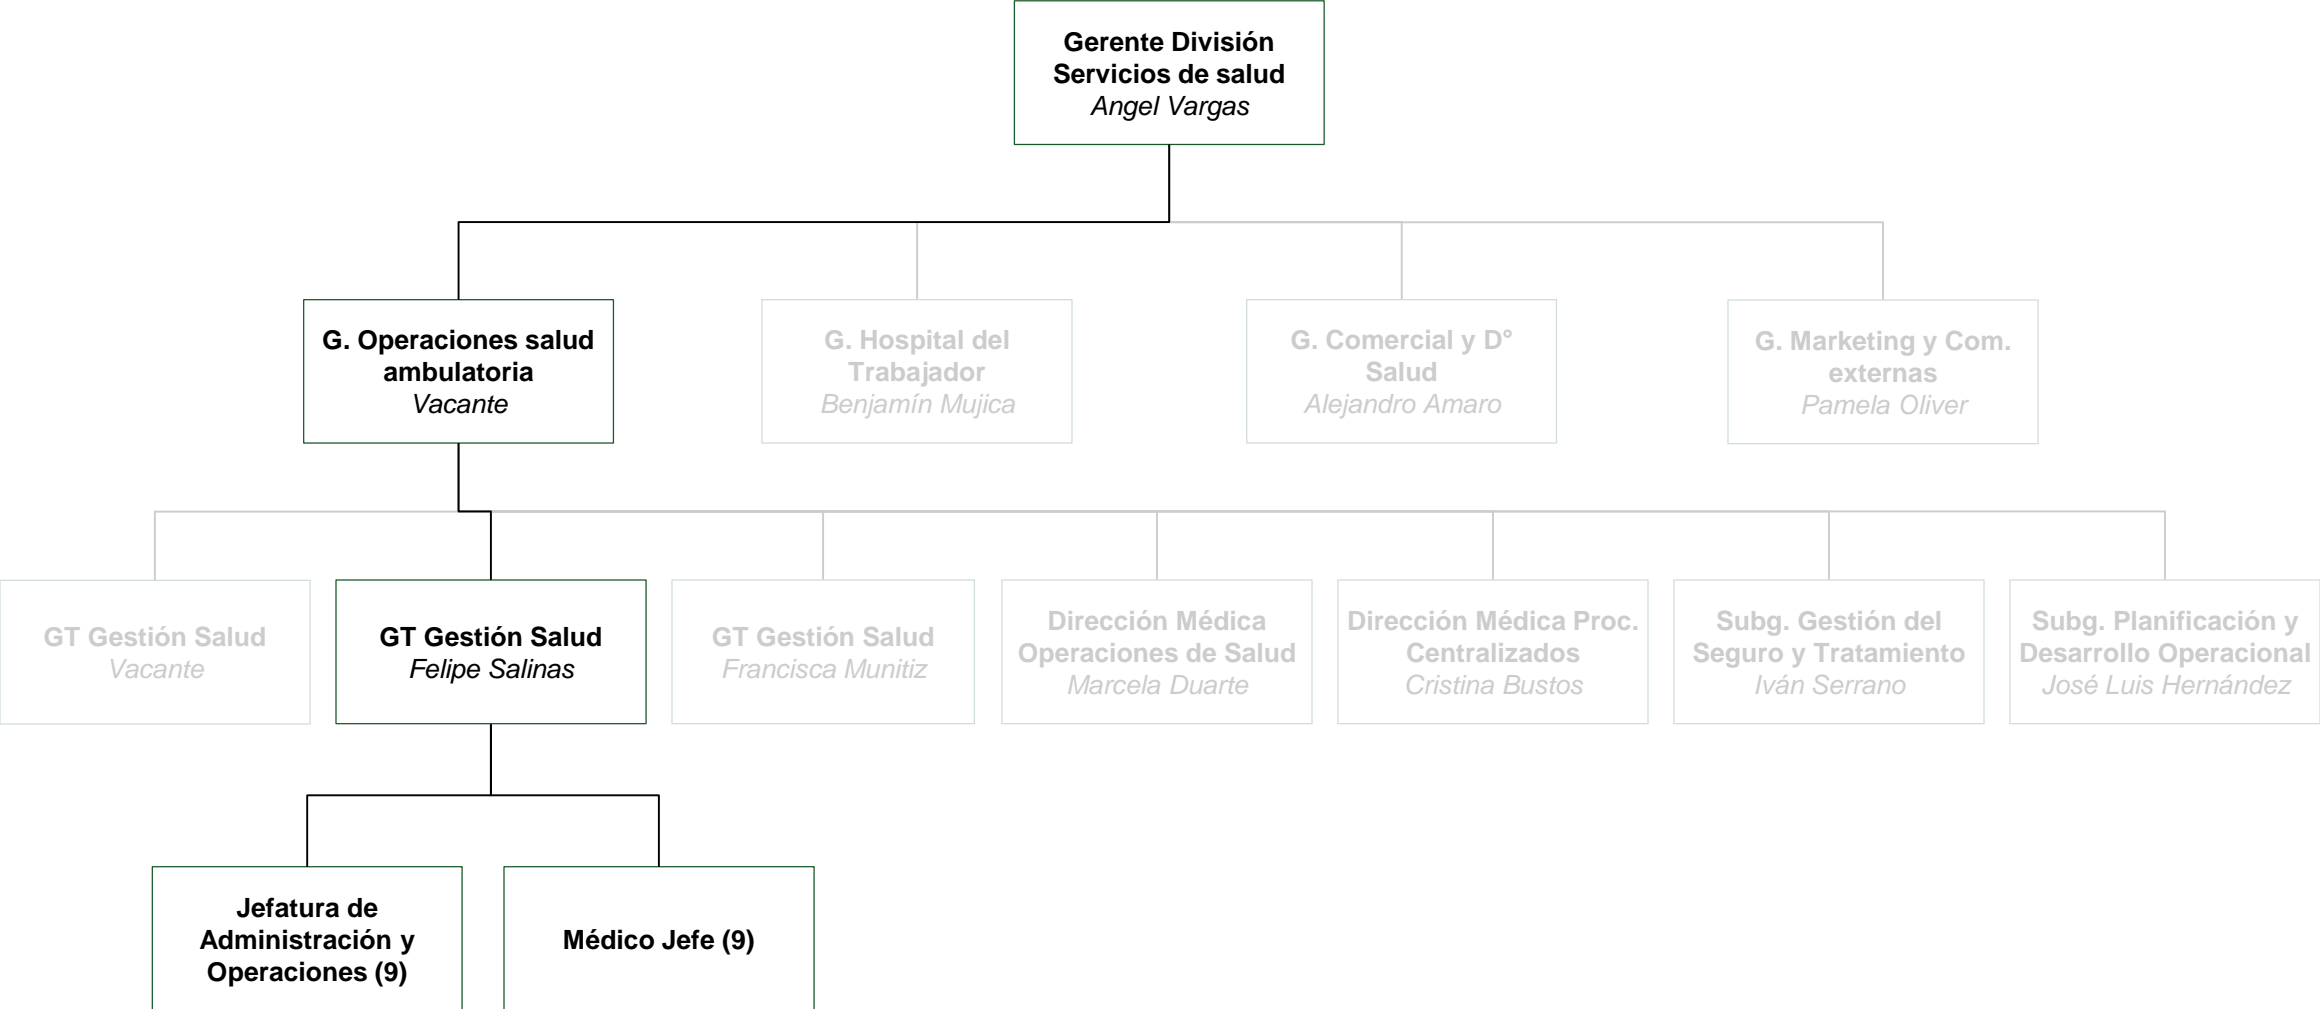 Gerente División
Servicios de salud
Angel Vargas
G. Operaciones salud
ambulatoria
Vacante
G. Hospital del
Trabajador
Benjamín Mujica
G. Comercial y D°
Salud
Alejandro Amaro
G. Marketing y Com.
externas
Pamela Oliver
GT Gestión Salud
Vacante
GT Gestión Salud
Felipe Salinas
GT Gestión Salud
Francisca Munitiz
Dirección Médica
Operaciones de Salud
Marcela Duarte
Dirección Médica Proc.
Centralizados
Cristina Bustos
Subg. Gestión del
Seguro y Tratamiento
Iván Serrano
Subg. Planificación y
Desarrollo Operacional
José Luis Hernández
Jefatura de
Administración y
Operaciones (9)
Médico Jefe (9)